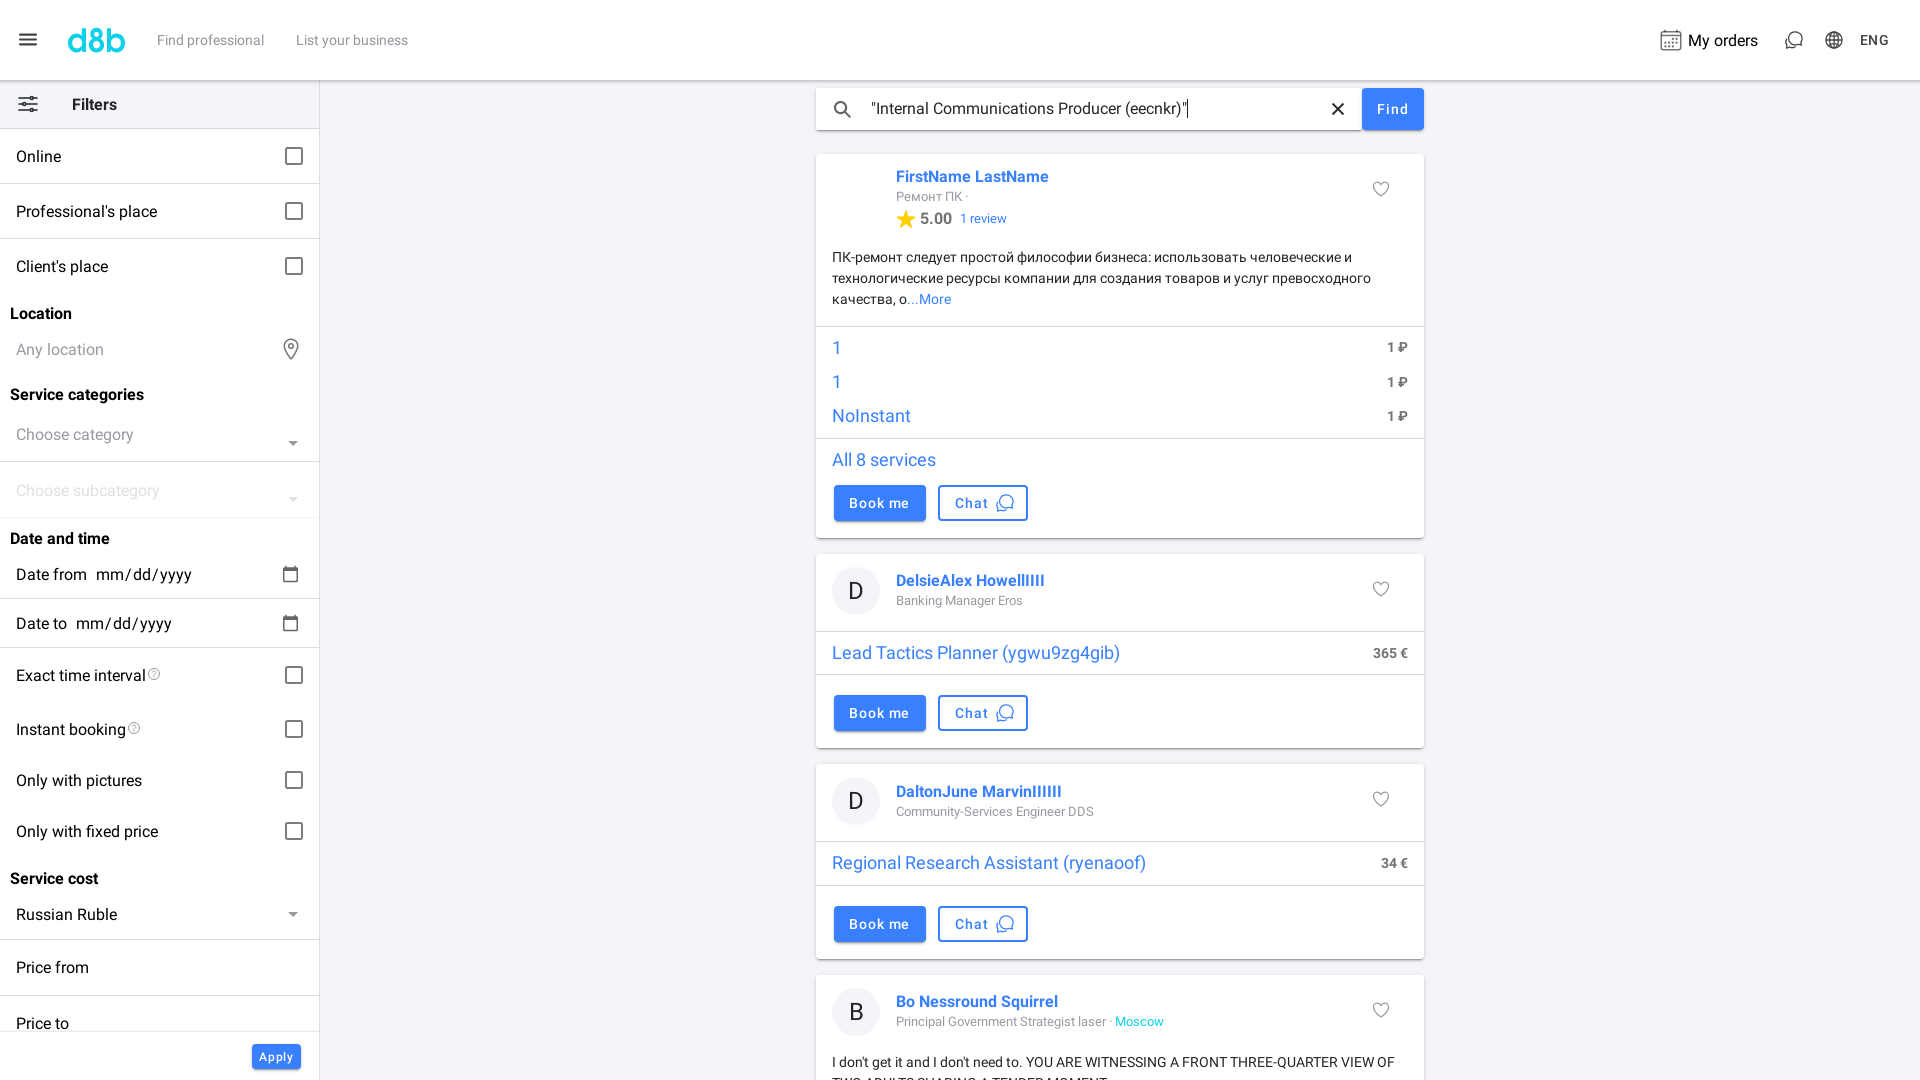 d8b
Find professional
List your business
My orders
ENG
Filters
Online
Professional's place
Client's place
Location
Any location
Service categories
Choose category
Choose subcategory
Date and time
Date from mm/dd/yyyy
Date to mm/dd/yyyy
Exact time interval
Instant booking
Only with pictures
Only with fixed price
Service cost
Russian Ruble
Price from
Price to
Apply
"Internal Communications Producer (eecnkr)"
Find
FirstName LastName
Ремонт ПК ·
5.00 1 review
ПК-ремонт следует простой философии бизнеса: использовать человеческие и
технологические ресурсы компании для создания товаров и услуг превосходного
качества, о...More
1 1 ₽
1 1 ₽
NoInstant 1 ₽
All 8 services
Book me Chat
D
DelsieAlex HowellIIII
Banking Manager Eros
Lead Tactics Planner (ygwu9zg4gib) 365 €
Book me Chat
D
DaltonJune MarvinIIIIII
Community-Services Engineer DDS
Regional Research Assistant (ryenaoof) 34 €
Book me Chat
B
Bo Nessround Squirrel
Principal Government Strategist laser · Moscow
I don't get it and I don't need to. YOU ARE WITNESSING A FRONT THREE-QUARTER VIEW OF
TWO ADULTS SHARING A TENDER MOMENT